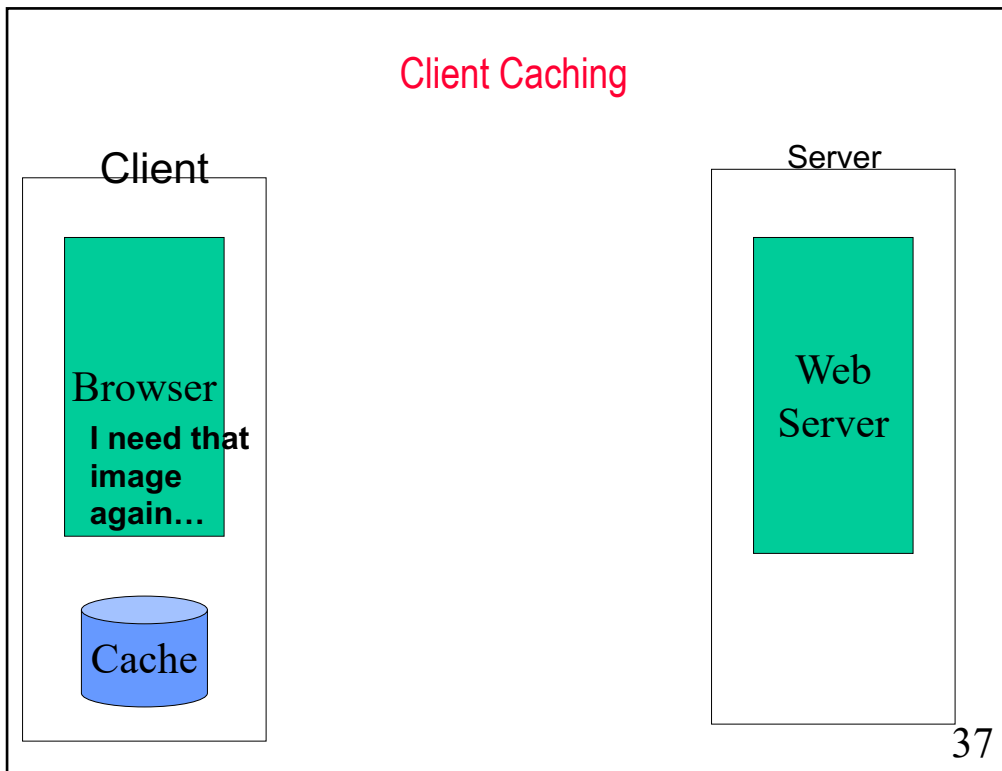 Client Caching
Client
Server
Browser
I need that
image
again…
Web
Server
Cache
37